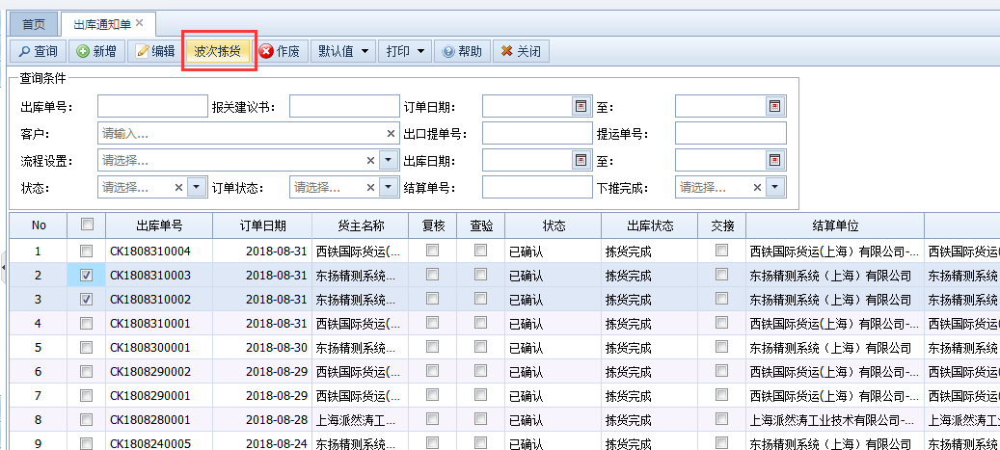 首页 出库通知单
查询 新增 编辑 波次拣货 作废 默认值 打印 帮助 关闭
查询条件
出库单号: 报关建议书: 订单日期: 至:
客户: 请输入... 出口提单号: 提运单号:
流程设置: 请选择... 出库日期: 至:
状态: 请选择... 订单状态: 请选择... 结算单号: 下推完成: 请选择...
No 出库单号 订单日期 货主名称 复核 查验 状态 出库状态 交接 结算单位
1 CK1808310004 2018-08-31 西铁国际货运(... 已确认 拣货完成 西铁国际货运(上海）有限公司-... 西铁国际货运(上
2 CK1808310003 2018-08-31 东扬精测系统... 已确认 拣货完成 东扬精测系统（上海）有限公司 东扬精测系统（
3 CK1808310002 2018-08-31 东扬精测系统... 已确认 拣货完成 东扬精测系统（上海）有限公司 东扬精测系统（
4 CK1808310001 2018-08-31 西铁国际货运(... 已确认 拣货完成 西铁国际货运(上海）有限公司-... 西铁国际货运(上
5 CK1808300001 2018-08-30 东扬精测系统... 已确认 拣货完成 东扬精测系统（上海）有限公司 东扬精测系统（
6 CK1808290002 2018-08-29 西铁国际货运(... 已确认 拣货完成 西铁国际货运(上海）有限公司-... 西铁国际货运(上
7 CK1808290001 2018-08-29 西铁国际货运(... 已确认 拣货完成 西铁国际货运(上海）有限公司-... 西铁国际货运(上
8 CK1808280001 2018-08-28 上海派然涛工... 已确认 拣货完成 上海派然涛工业技术有限公司-... 上海派然涛工业
9 CK1808240005 2018-08-24 东扬精测系统... 已确认 拣货完成 东扬精测系统（上海）有限公司 东扬精测系统（